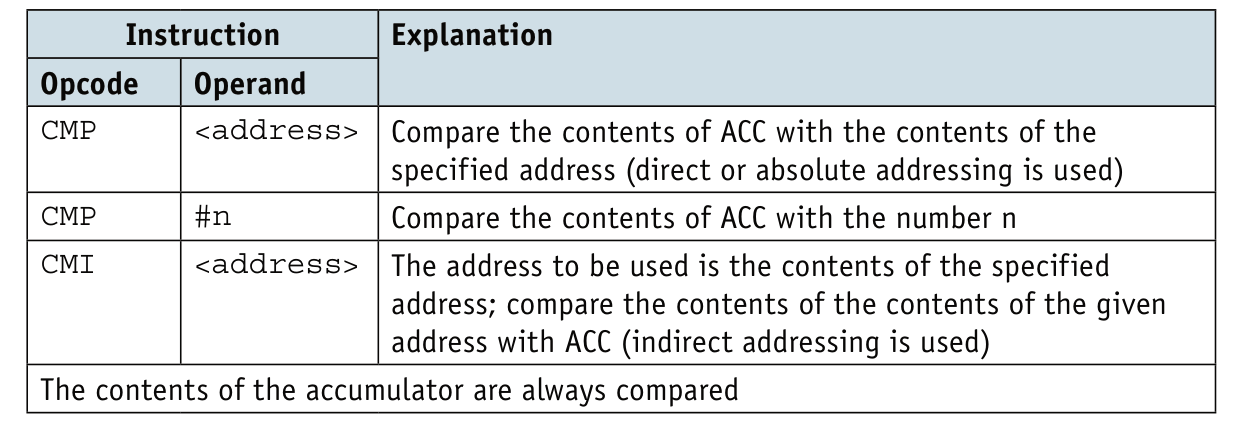 Instruction Explanation
Opcode Operand
CMP <address> Compare the contents of ACC with the contents of the
specified address (direct or absolute addressing is used)
CMP #n Compare the contents of ACC with the number n
CMI <address> The address to be used is the contents of the specified
address; compare the contents of the contents of the given
address with ACC (indirect addressing is used)
The contents of the accumulator are always compared